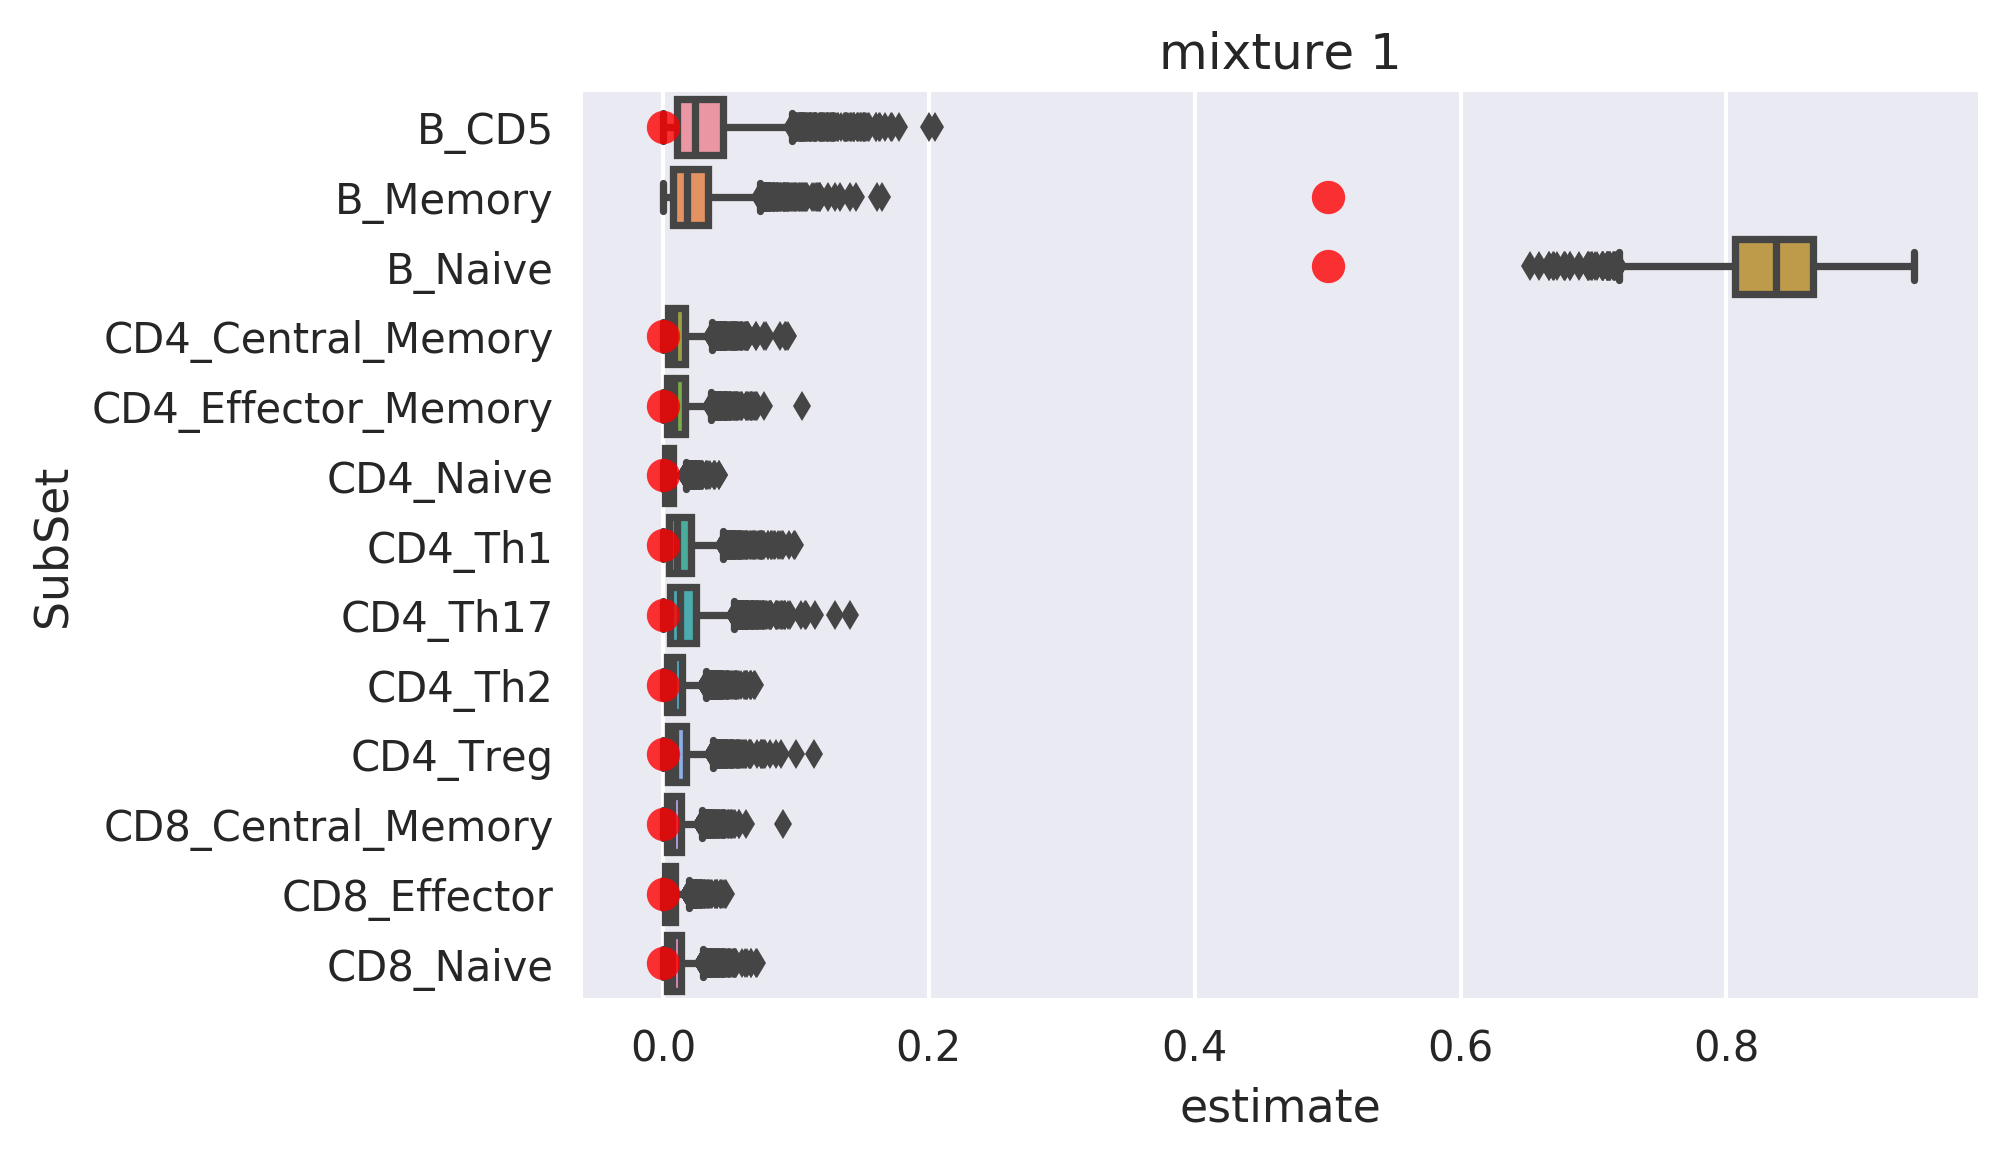 mixture 1
B_CD5
B_Memory
B_Naive
CD4_Central_Memory
CD4_Effector_Memory
CD4_Naive
CD4_Th1
CD4_Th17
CD4_Th2
CD4_Treg
CD8_Central_Memory
CD8_Effector
CD8_Naive
SubSet
0.0 0.2 0.4 0.6 0.8
estimate